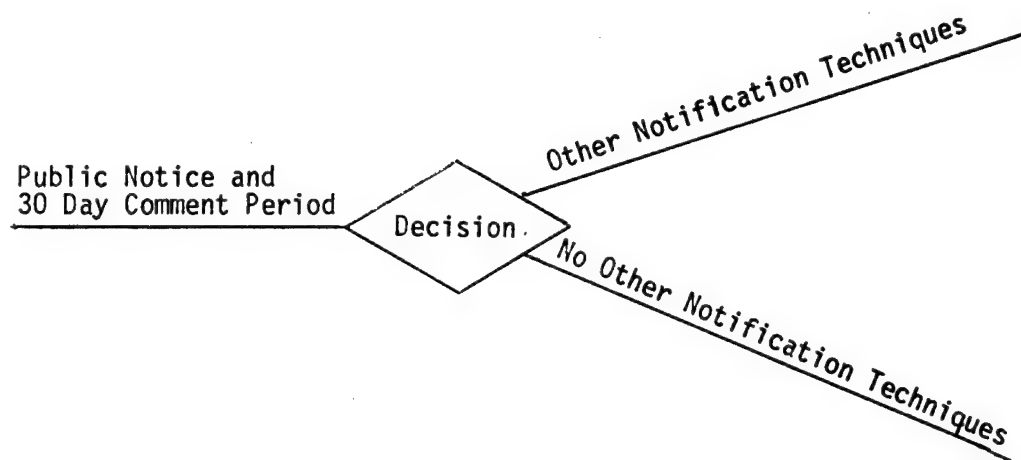 Public Notice and
30 Day Comment Period
Decision
Other Notification Techniques
No Other Notification Techniques